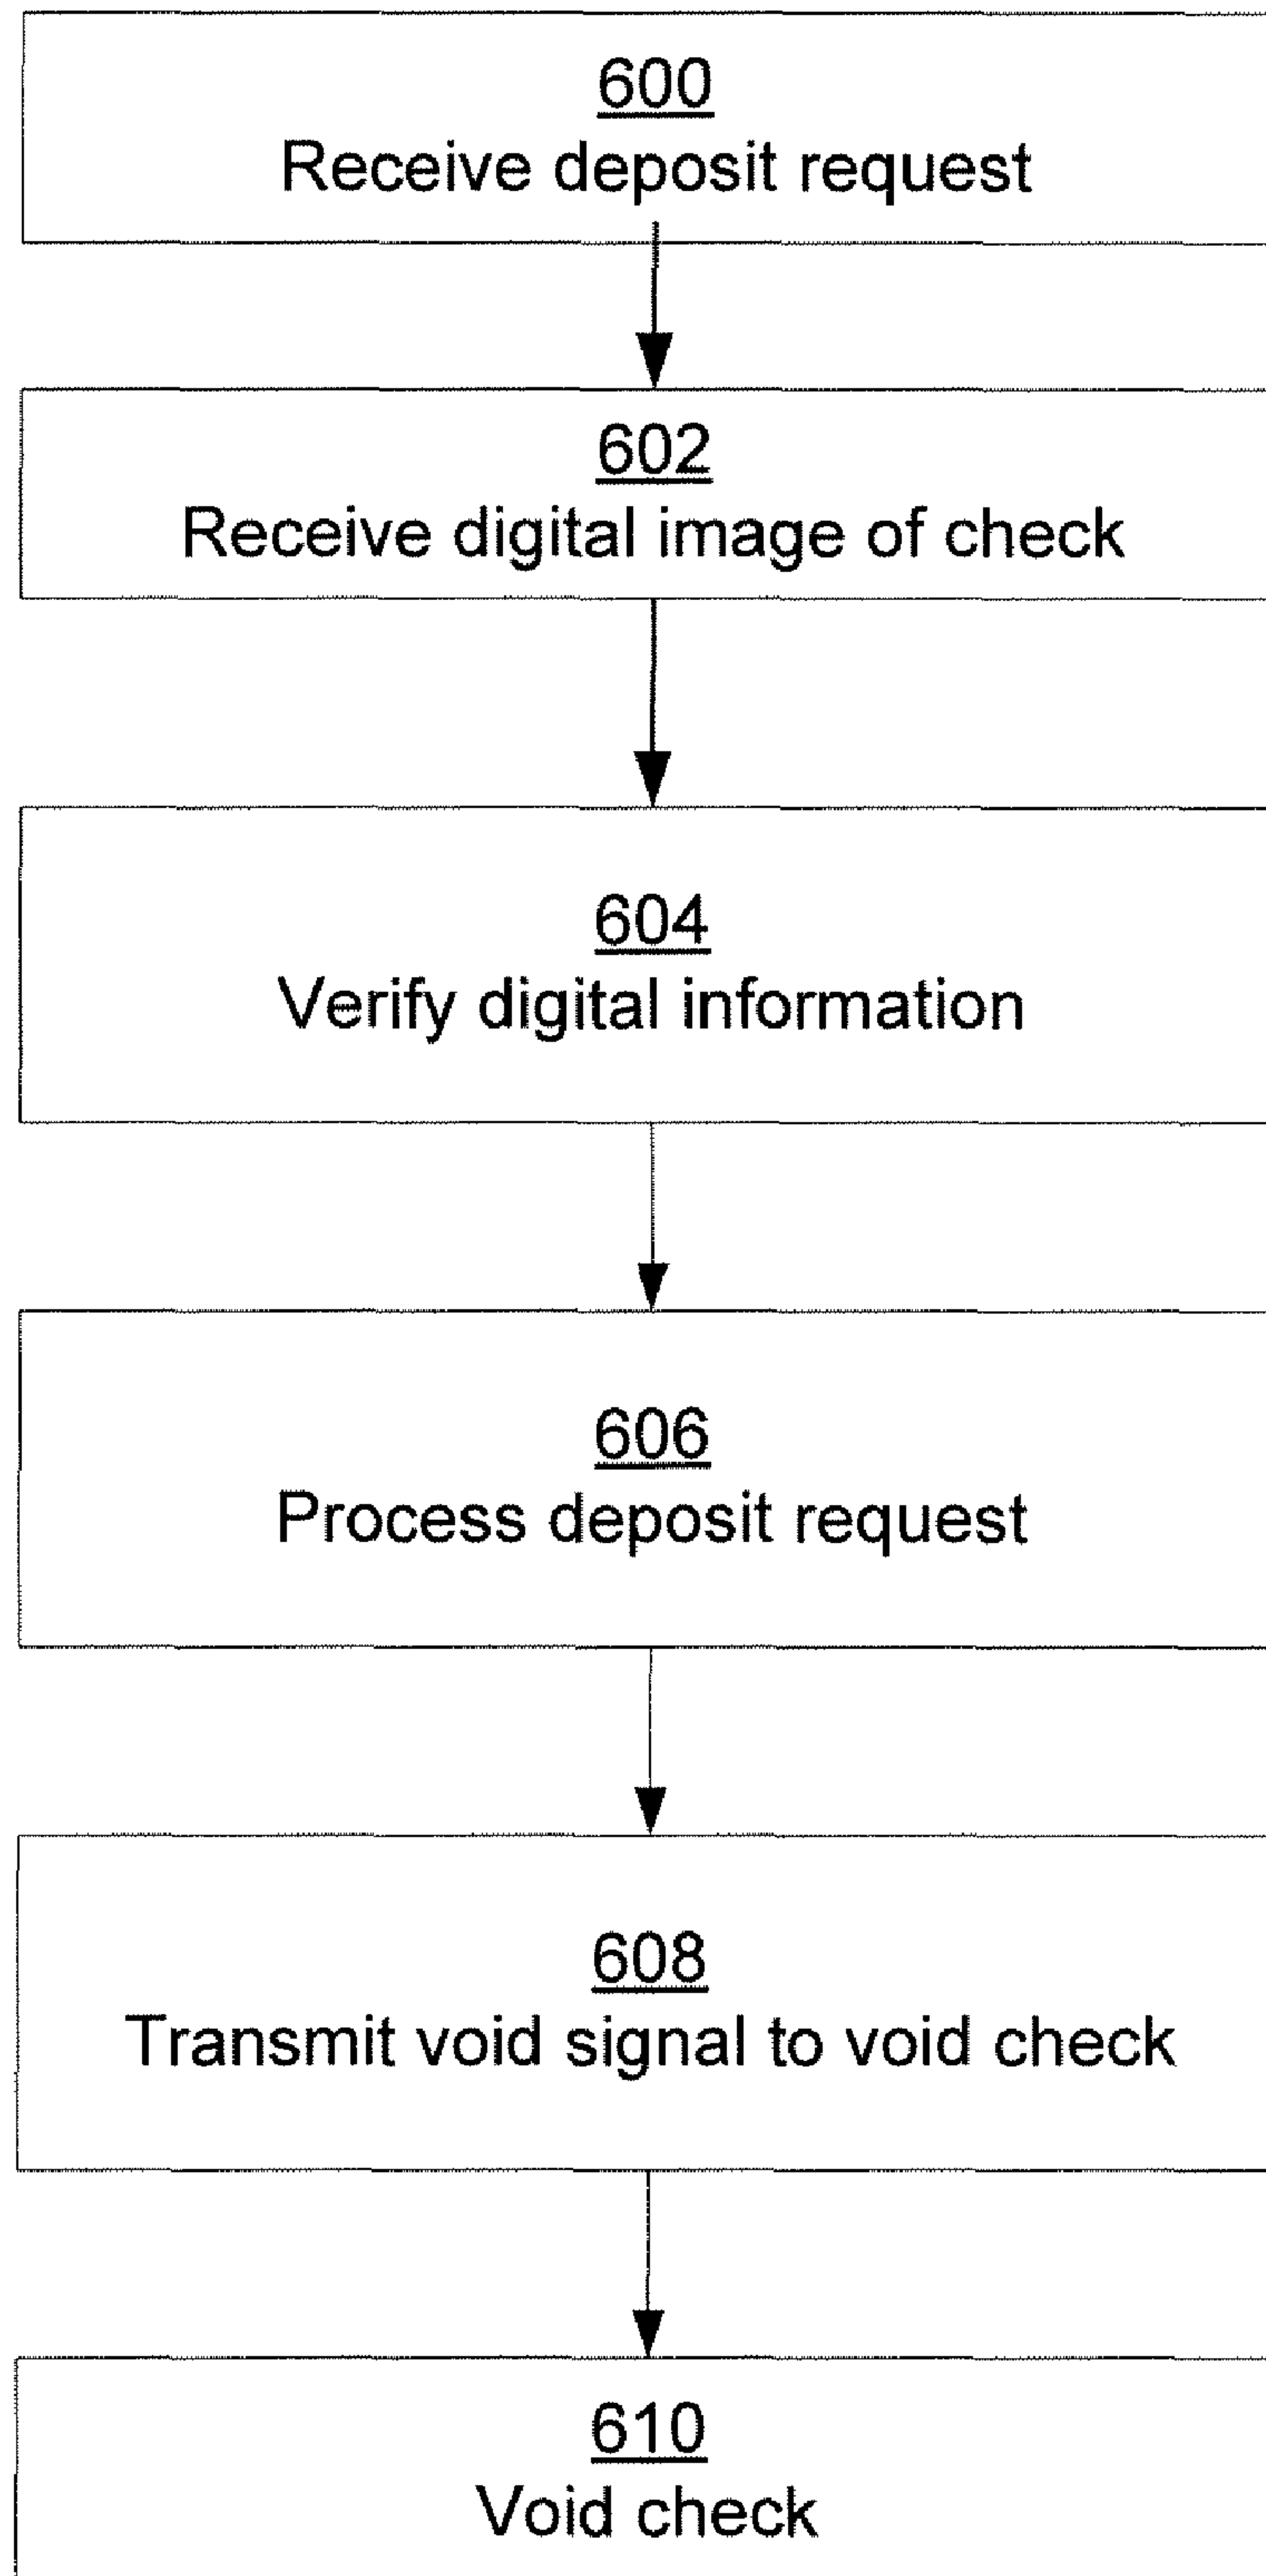 600
Receive deposit request
602
Receive digital image of check
604
Verify digital information
606
Process deposit request
608
Transmit void signal to void check
610
Void check